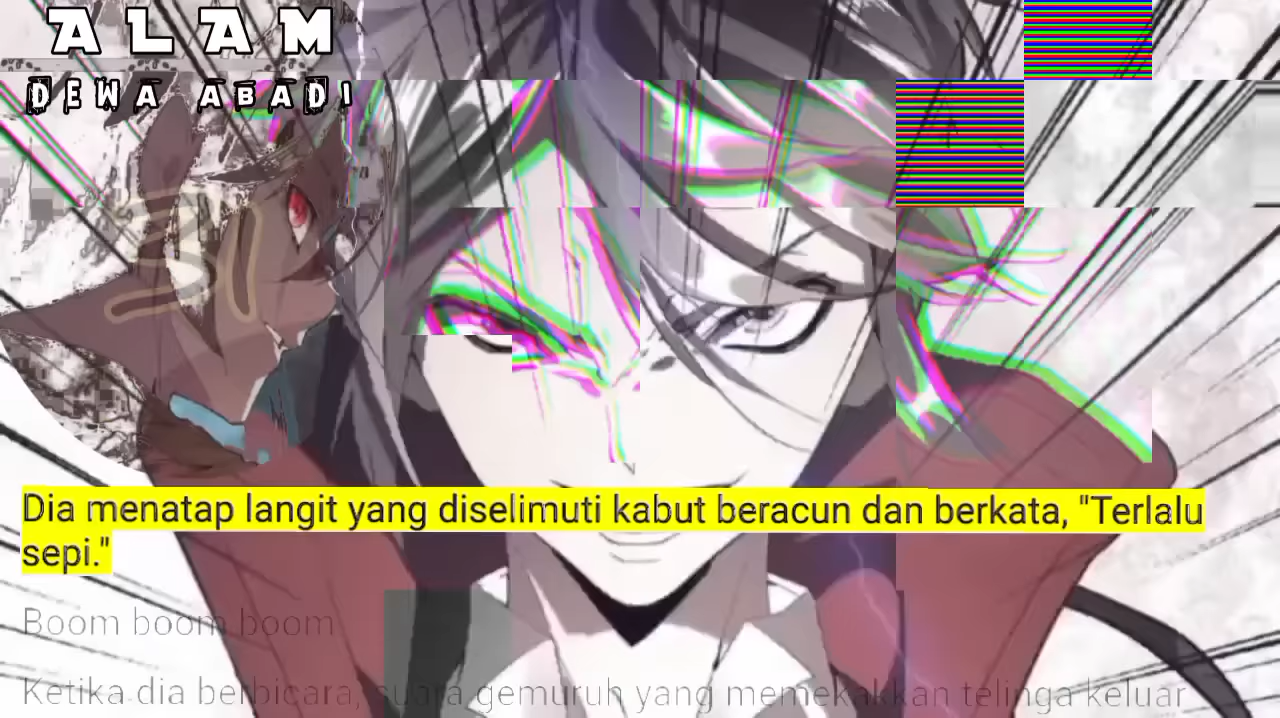 ALAM
DEWA ABADI
Dia menatap langit yang diselimuti kabut beracun dan berkata, "Terlalu
sepi."
Boom boom boom
Ketika dia berbicara, suara gemuruh yang memekakkan telinga keluar